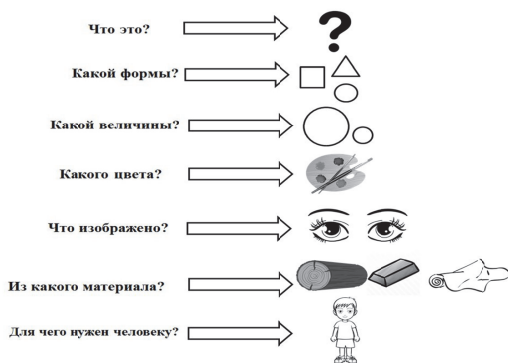 Что это?
?
Какой формы?
Какой величины?
Какого цвета?
Что изображено?
Из какого материала?
Для чего нужен человеку?